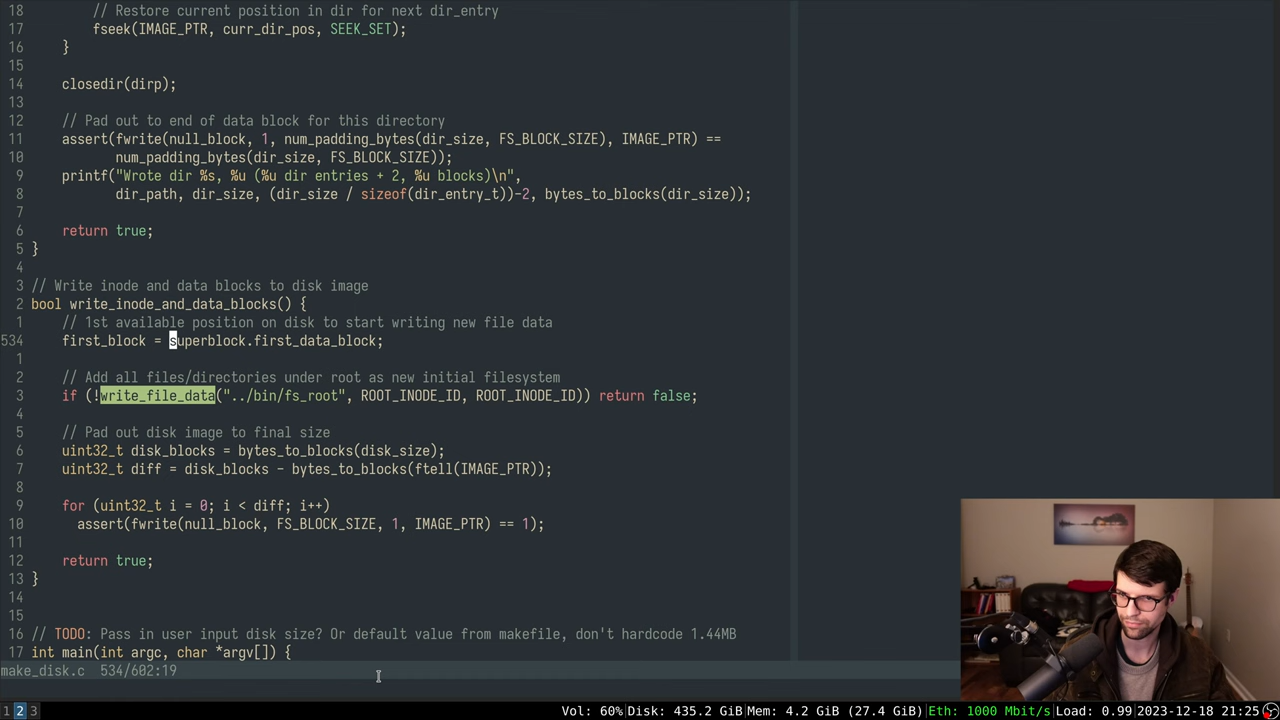 18         // Restore current position in dir for next dir_entry
17         fseek(IMAGE_PTR, curr_dir_pos, SEEK_SET);
16     }
15
14     closedir(dirp);
13
12     // Pad out to end of data block for this directory
11     assert(fwrite(null_block, 1, num_padding_bytes(dir_size, FS_BLOCK_SIZE), IMAGE_PTR) ==
10            num_padding_bytes(dir_size, FS_BLOCK_SIZE));
9     printf("Wrote dir %s, %u (%u dir entries + 2, %u blocks)\n",
8            dir_path, dir_size, (dir_size / sizeof(dir_entry_t))-2, bytes_to_blocks(dir_size));
7
6     return true;
5 }
4
3 // Write inode and data blocks to disk image
2 bool write_inode_and_data_blocks() {
1     // 1st available position on disk to start writing new file data
534     first_block = superblock.first_data_block;
1
2     // Add all files/directories under root as new initial filesystem
3     if (!write_file_data("../bin/fs_root", ROOT_INODE_ID, ROOT_INODE_ID)) return false;
4
5     // Pad out disk image to final size
6     uint32_t disk_blocks = bytes_to_blocks(disk_size);
7     uint32_t diff = disk_blocks - bytes_to_blocks(ftell(IMAGE_PTR));
8
9     for (uint32_t i = 0; i < diff; i++)
10       assert(fwrite(null_block, FS_BLOCK_SIZE, 1, IMAGE_PTR) == 1);
11
12     return true;
13 }
14
15
16 // TODO: Pass in user input disk size? Or default value from makefile, don't hardcode 1.44MB
17 int main(int argc, char *argv[]) {
make_disk.c  534/602:19
1 2 3 Vol: 60%|Disk: 435.2 GiB|Mem: 4.2 GiB (27.4 GiB)|Eth: 1000 Mbit/s|Load: 0.99|2023-12-18 21:25